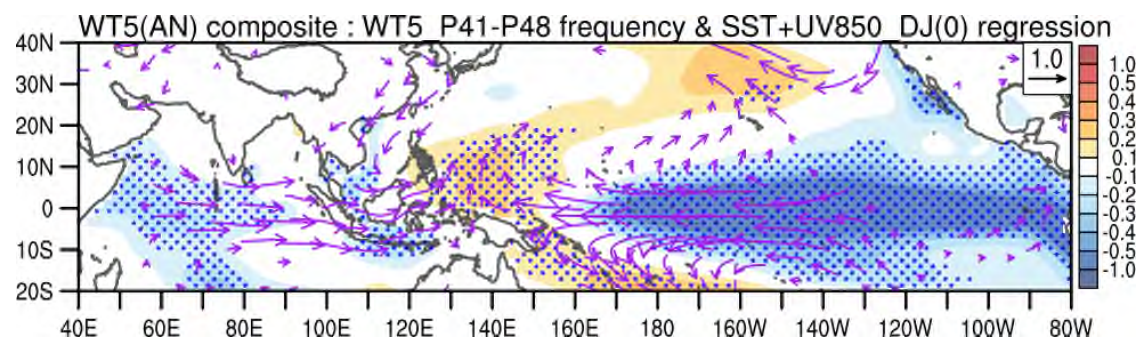 WT5(AN) composite : WT5_P41-P48 frequency & SST+UV850_DJ(0) regression
40N
30N
20N
10N
0
10S
20S
40E 60E 80E 100E 120E 140E 160E 180 160W 140W 120W 100W 80W
1.0
1.0
0.5
0.4
0.3
0.2
0.1
-0.1
-0.2
-0.3
-0.4
-0.5
-1.0